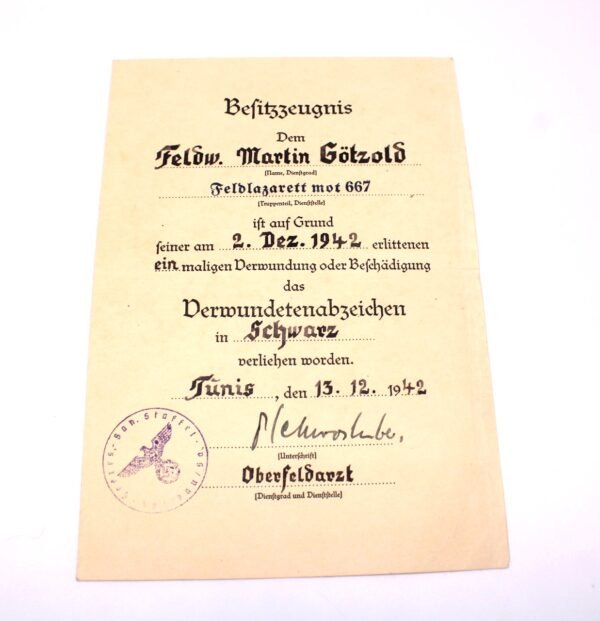 Besitzzeugnis
Dem
Feldw. Martin Götzold
(Name, Dienstgrad)
Feldlazarett mot 667
(Truppenteil, Dienststelle)
ist auf Grund
seiner am 2. Dez. 1942 erlittenen
ein maligen Verwundung oder Beschädigung
das
Verwundetenabzeichen
in Schwarz
verliehen worden.
Tunis, den 13. 12. 1942
(Unterschrift)
Oberfeldarzt
(Dienstgrad und Dienststelle)